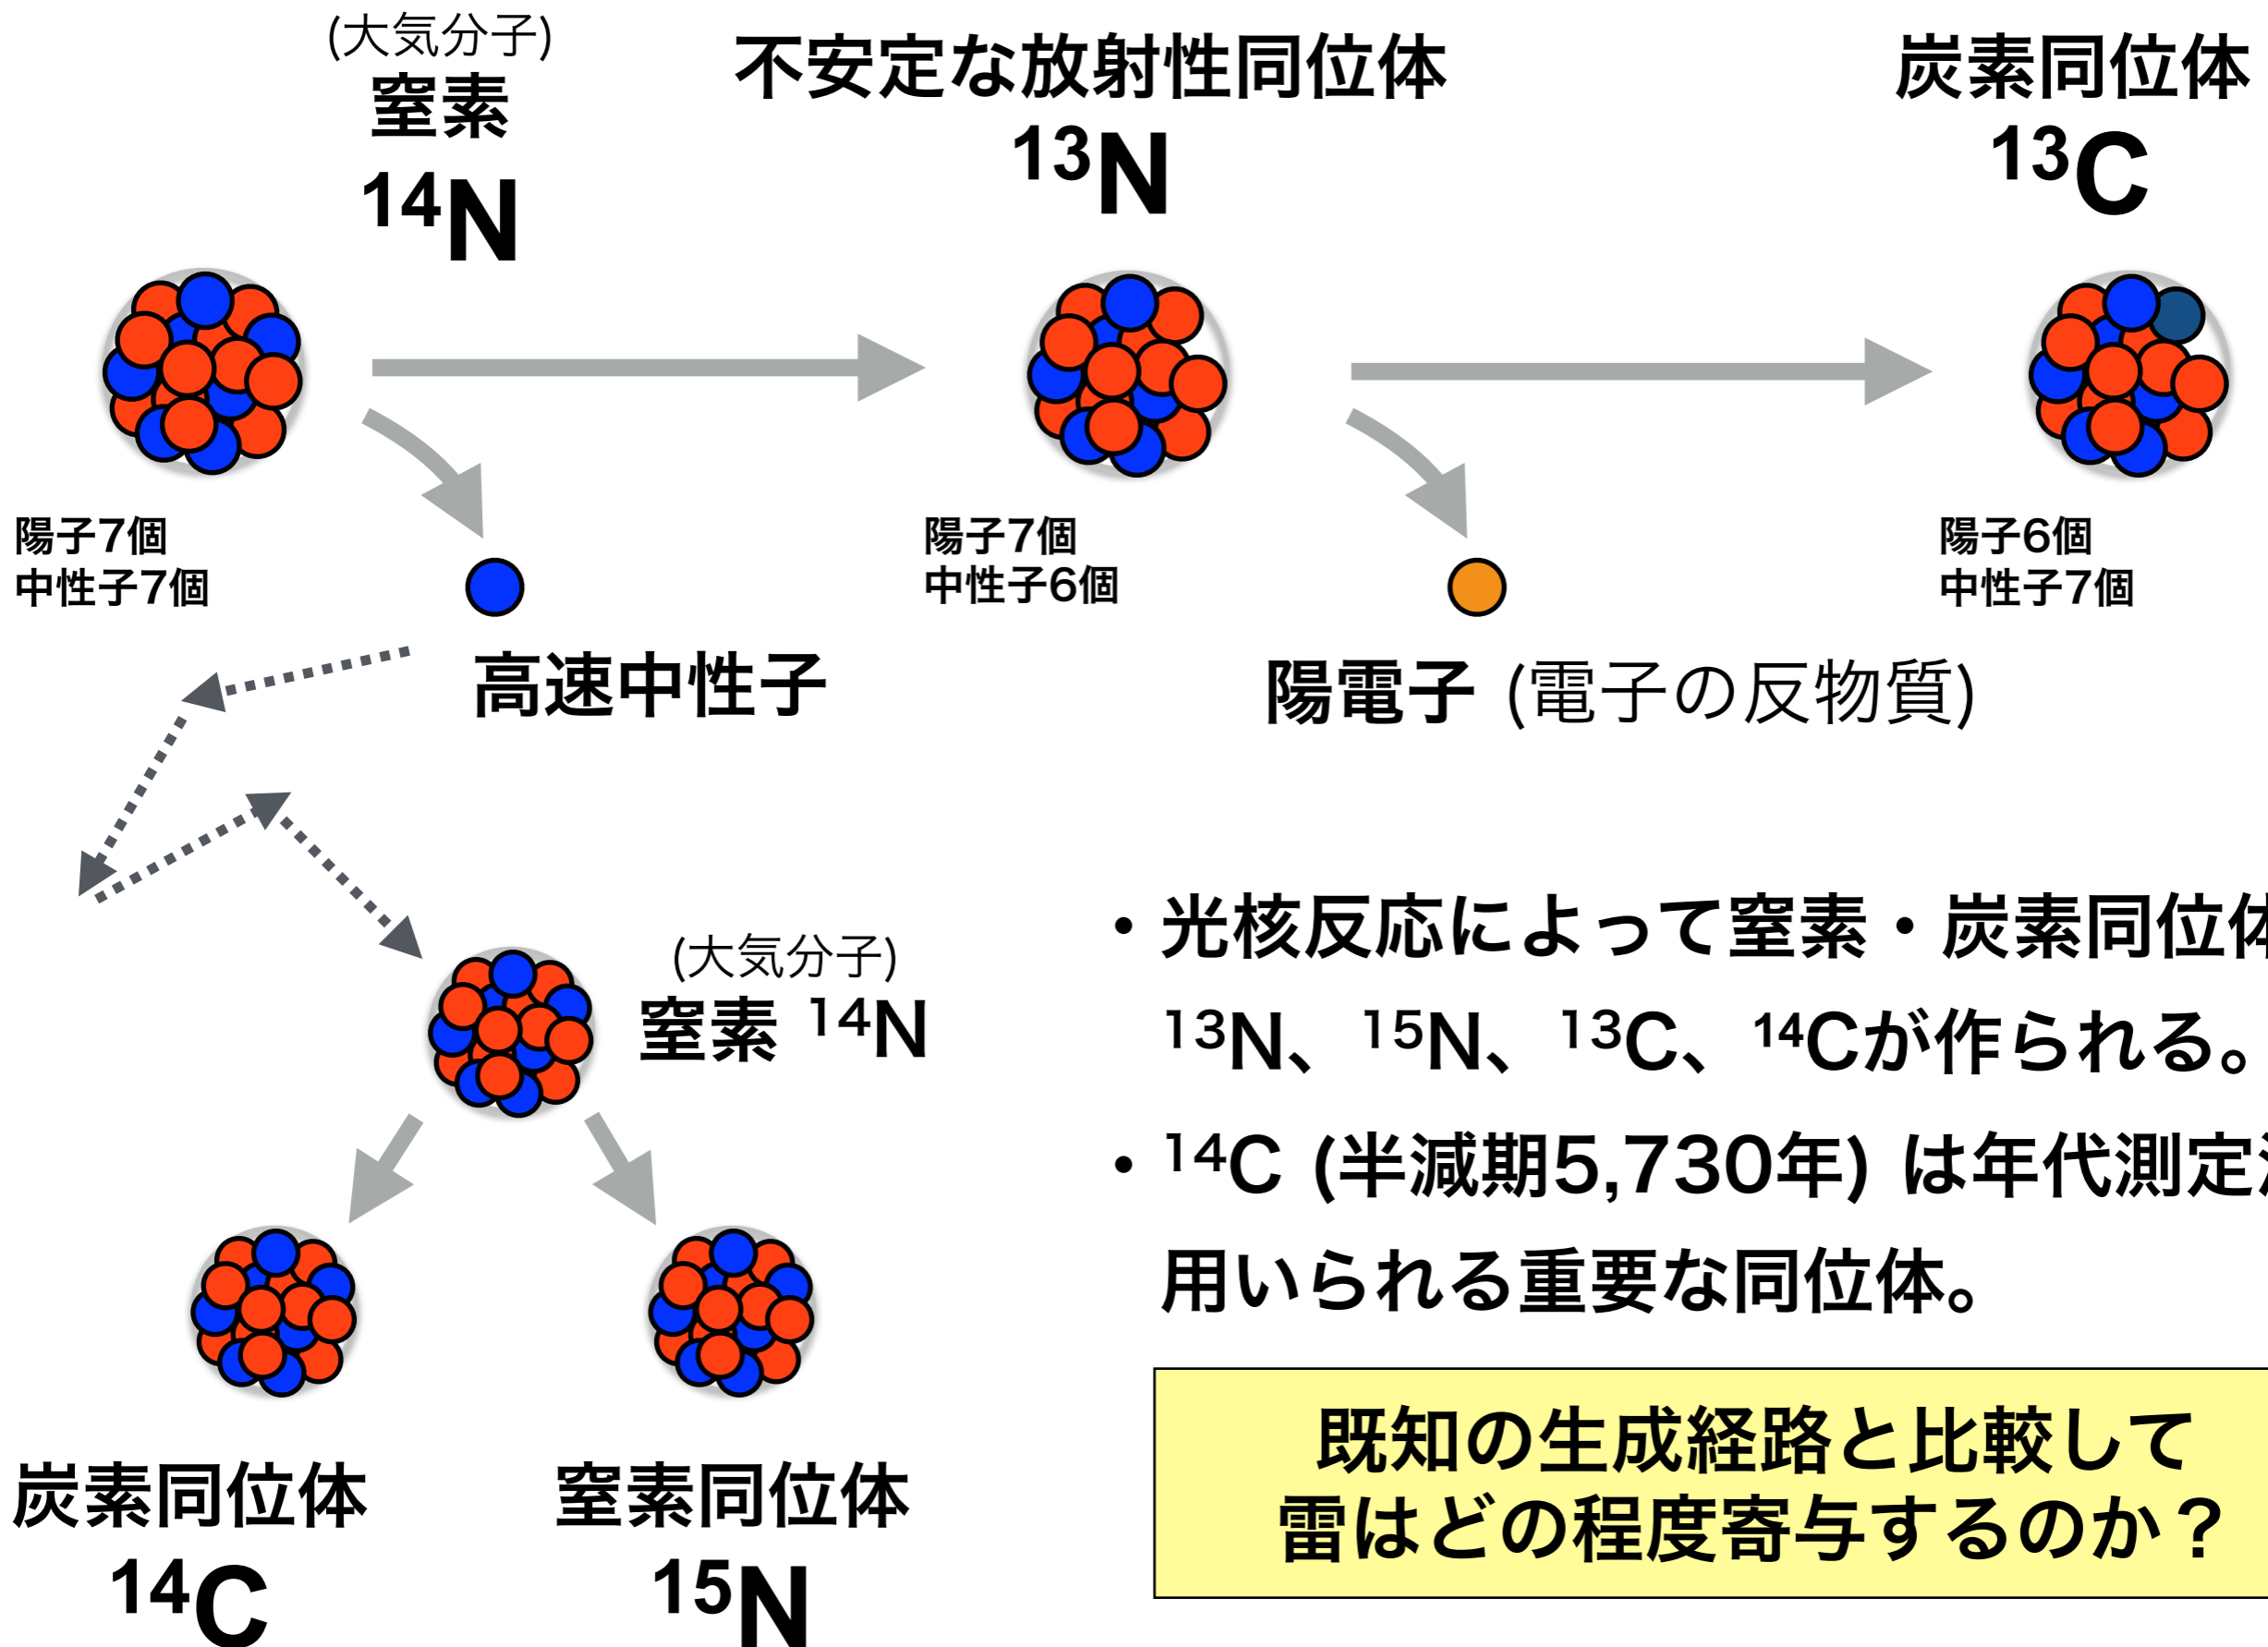 (大気分子)
窒素
¹⁴N
不安定な放射性同位体
¹³N
炭素同位体
¹³C
陽子7個
中性子7個
陽子7個
中性子6個
陽子6個
中性子7個
高速中性子
陽電子 (電子の反物質)
(大気分子)
窒素 ¹⁴N
炭素同位体
¹⁴C
窒素同位体
¹⁵N
・光核反応によって窒素・炭素同位体
¹³N、¹⁵N、¹³C、¹⁴Cが作られる。
・¹⁴C (半減期5,730年) は年代測定
用いられる重要な同位体。
既知の生成経路と比較して
雷はどの程度寄与するのか？